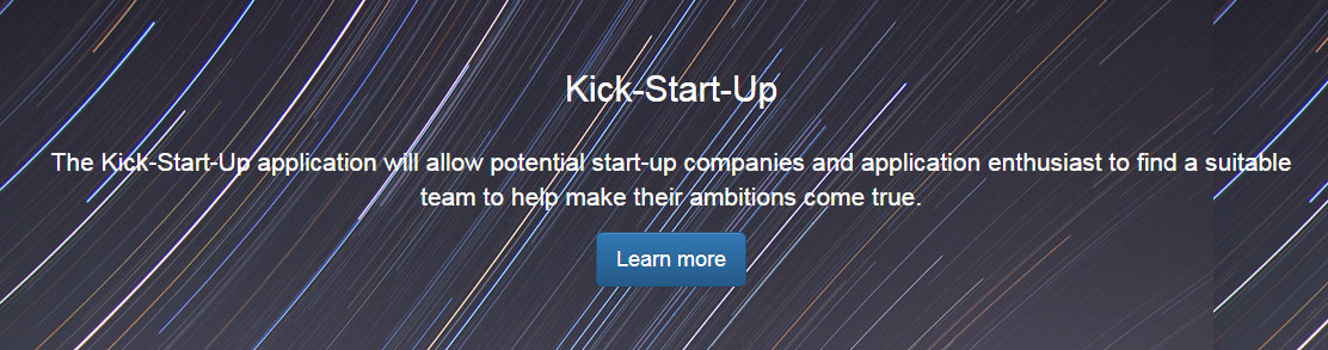 Kick-Start-Up
The Kick-Start-Up application will allow potential start-up companies and application enthusiast to find a suitable
team to help make their ambitions come true.
Learn more